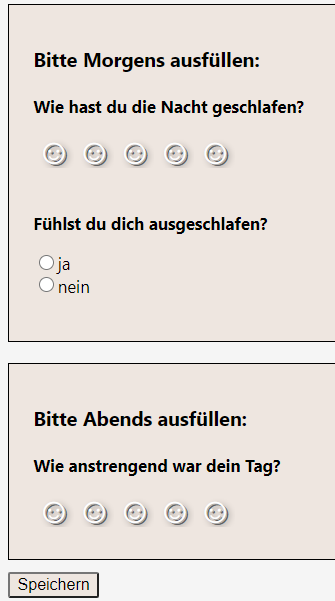 Bitte Morgens ausfüllen:
Wie hast du die Nacht geschlafen?
Fühlst du dich ausgeschlafen?
ja
nein
Bitte Abends ausfüllen:
Wie anstrengend war dein Tag?
Speichern